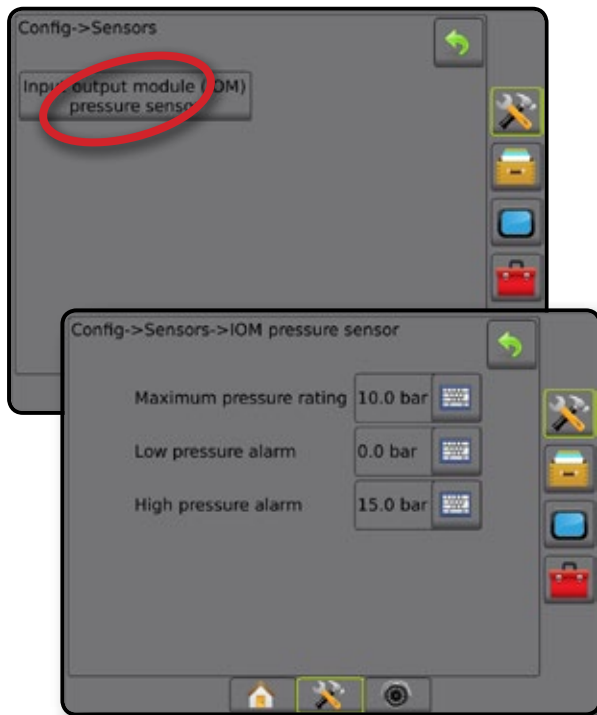 Config->Sensors
Input output module (IOM)
pressure sensor
Config->Sensors->IOM pressure sensor
Maximum pressure rating 10.0 bar
Low pressure alarm 0.0 bar
High pressure alarm 15.0 bar